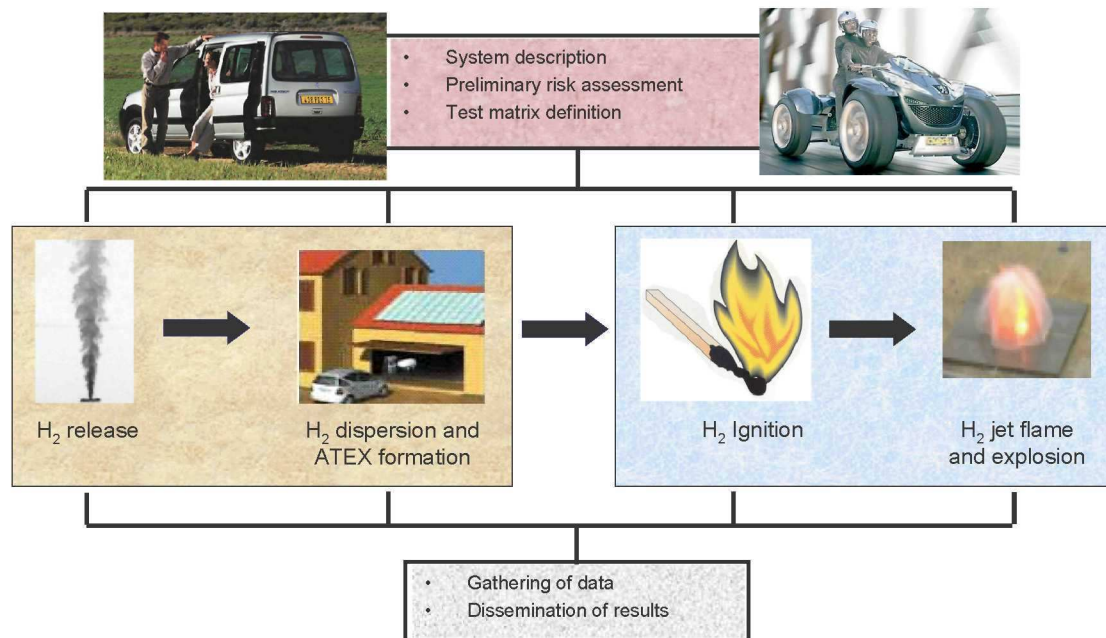 • System description
• Preliminary risk assessment
• Test matrix definition
H₂ release
H₂ dispersion and
ATEX formation
H₂ Ignition
H₂ jet flame
and explosion
• Gathering of data
• Dissemination of results